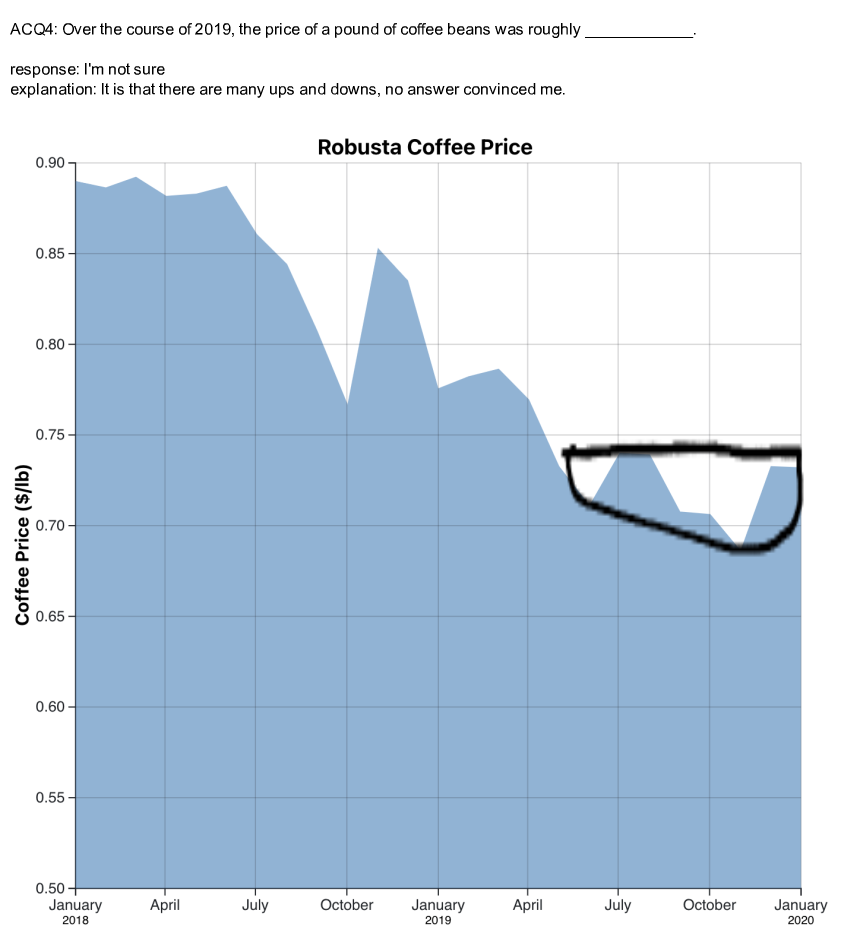 ACQ4: Over the course of 2019, the price of a pound of coffee beans was roughly _____________.
response: I'm not sure
explanation: It is that there are many ups and downs, no answer convinced me.
Robusta Coffee Price
Coffee Price ($/lb)
0.90
0.85
0.80
0.75
0.70
0.65
0.60
0.55
0.50
January April July October January April July October January
2018 2019 2020